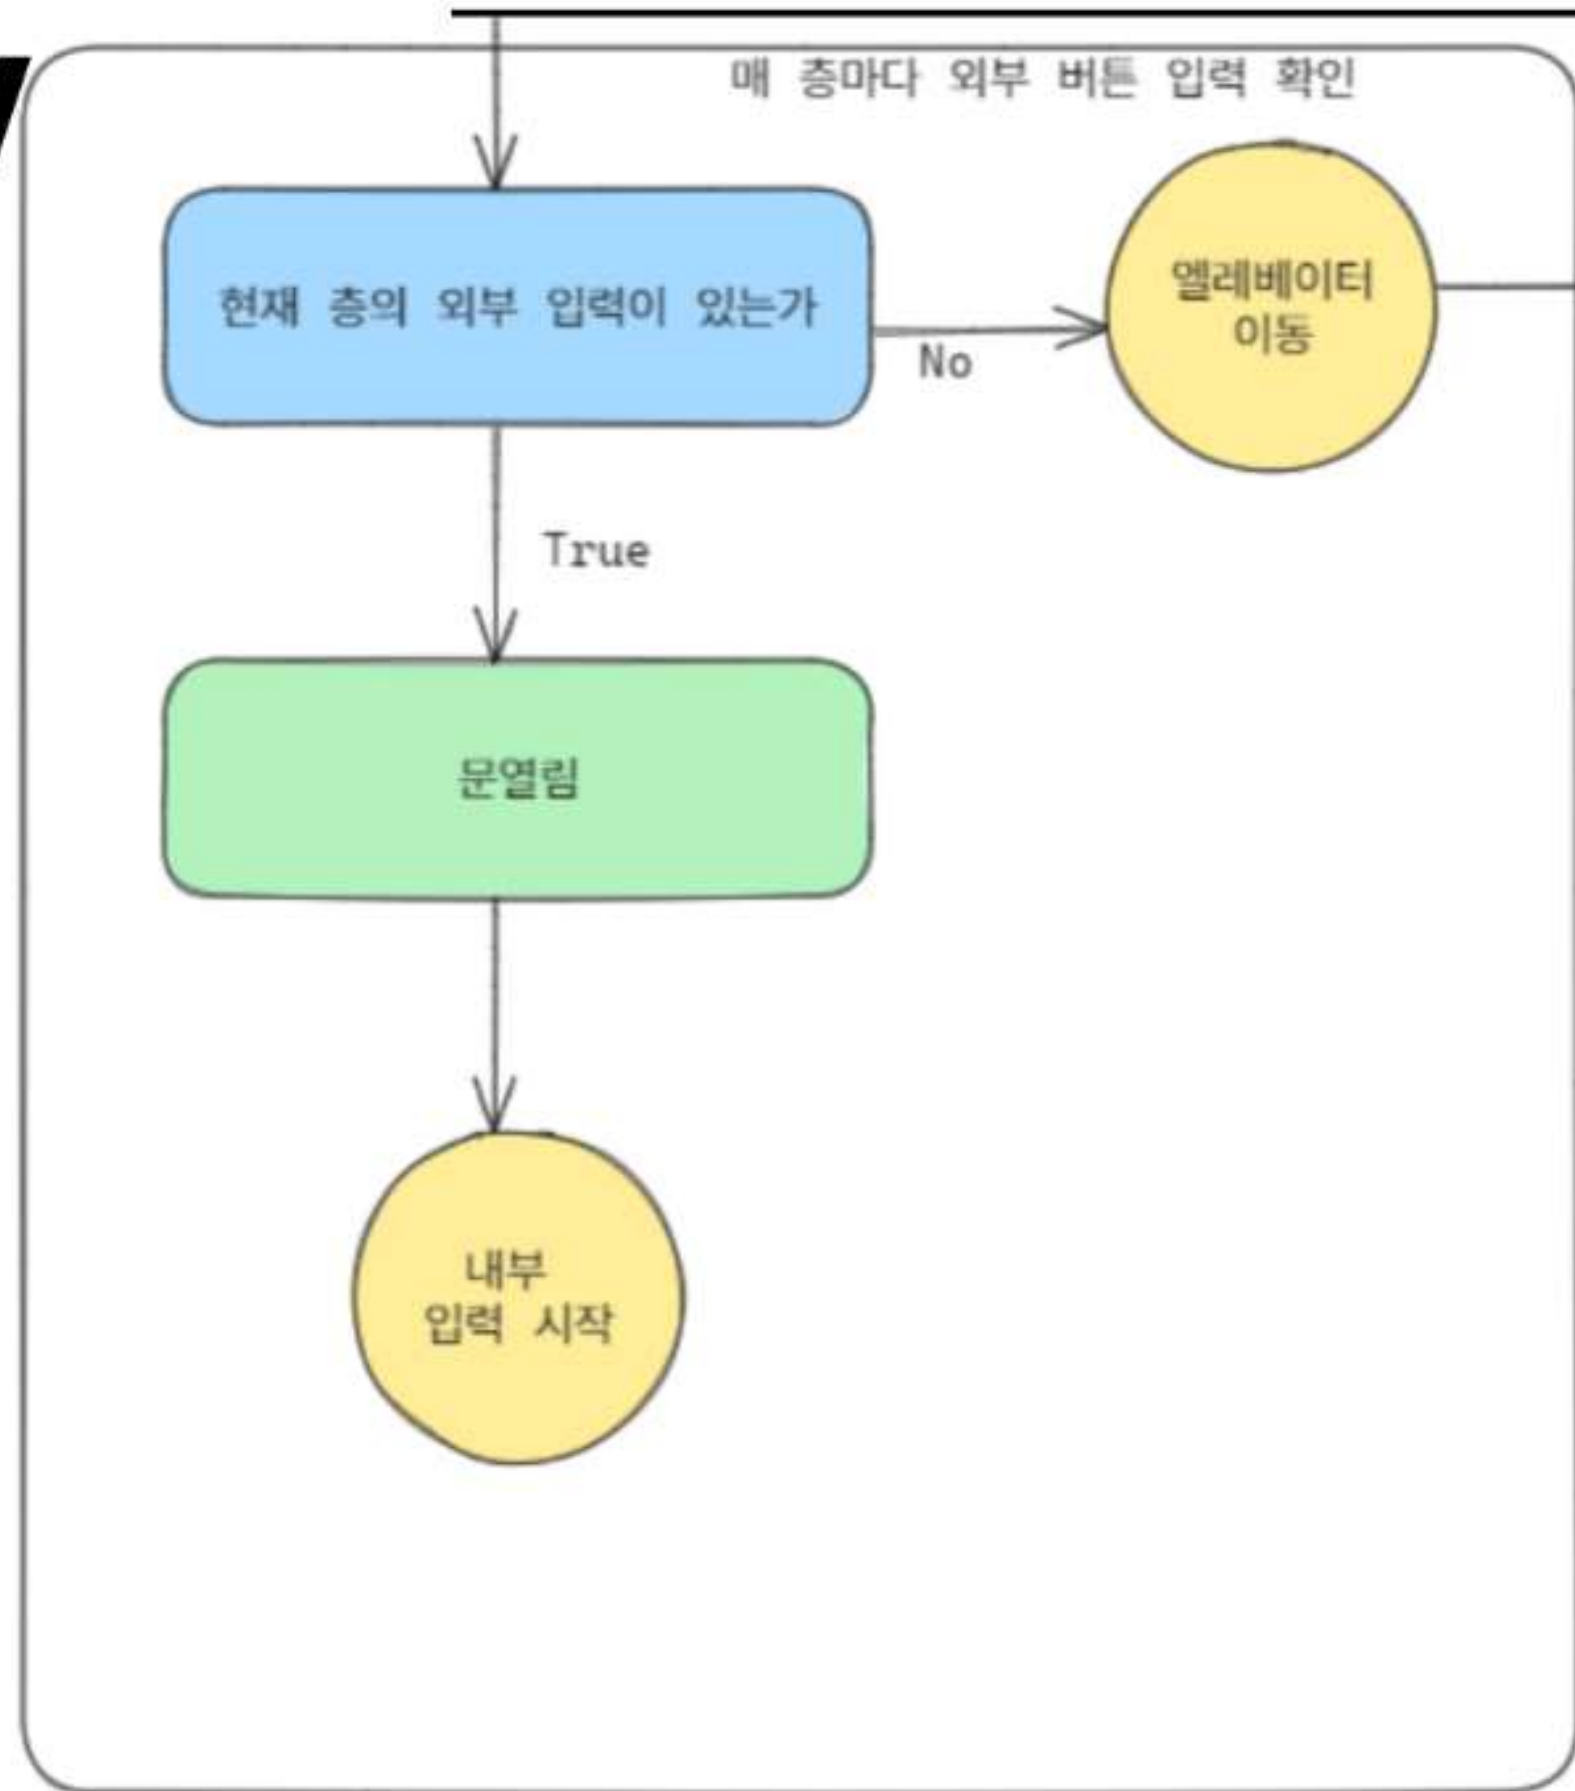 매 층마다 외부 버튼 입력 확인
현재 층의 외부 입력이 있는가
엘레베이터
이동
No
True
문열림
내부
입력 시작